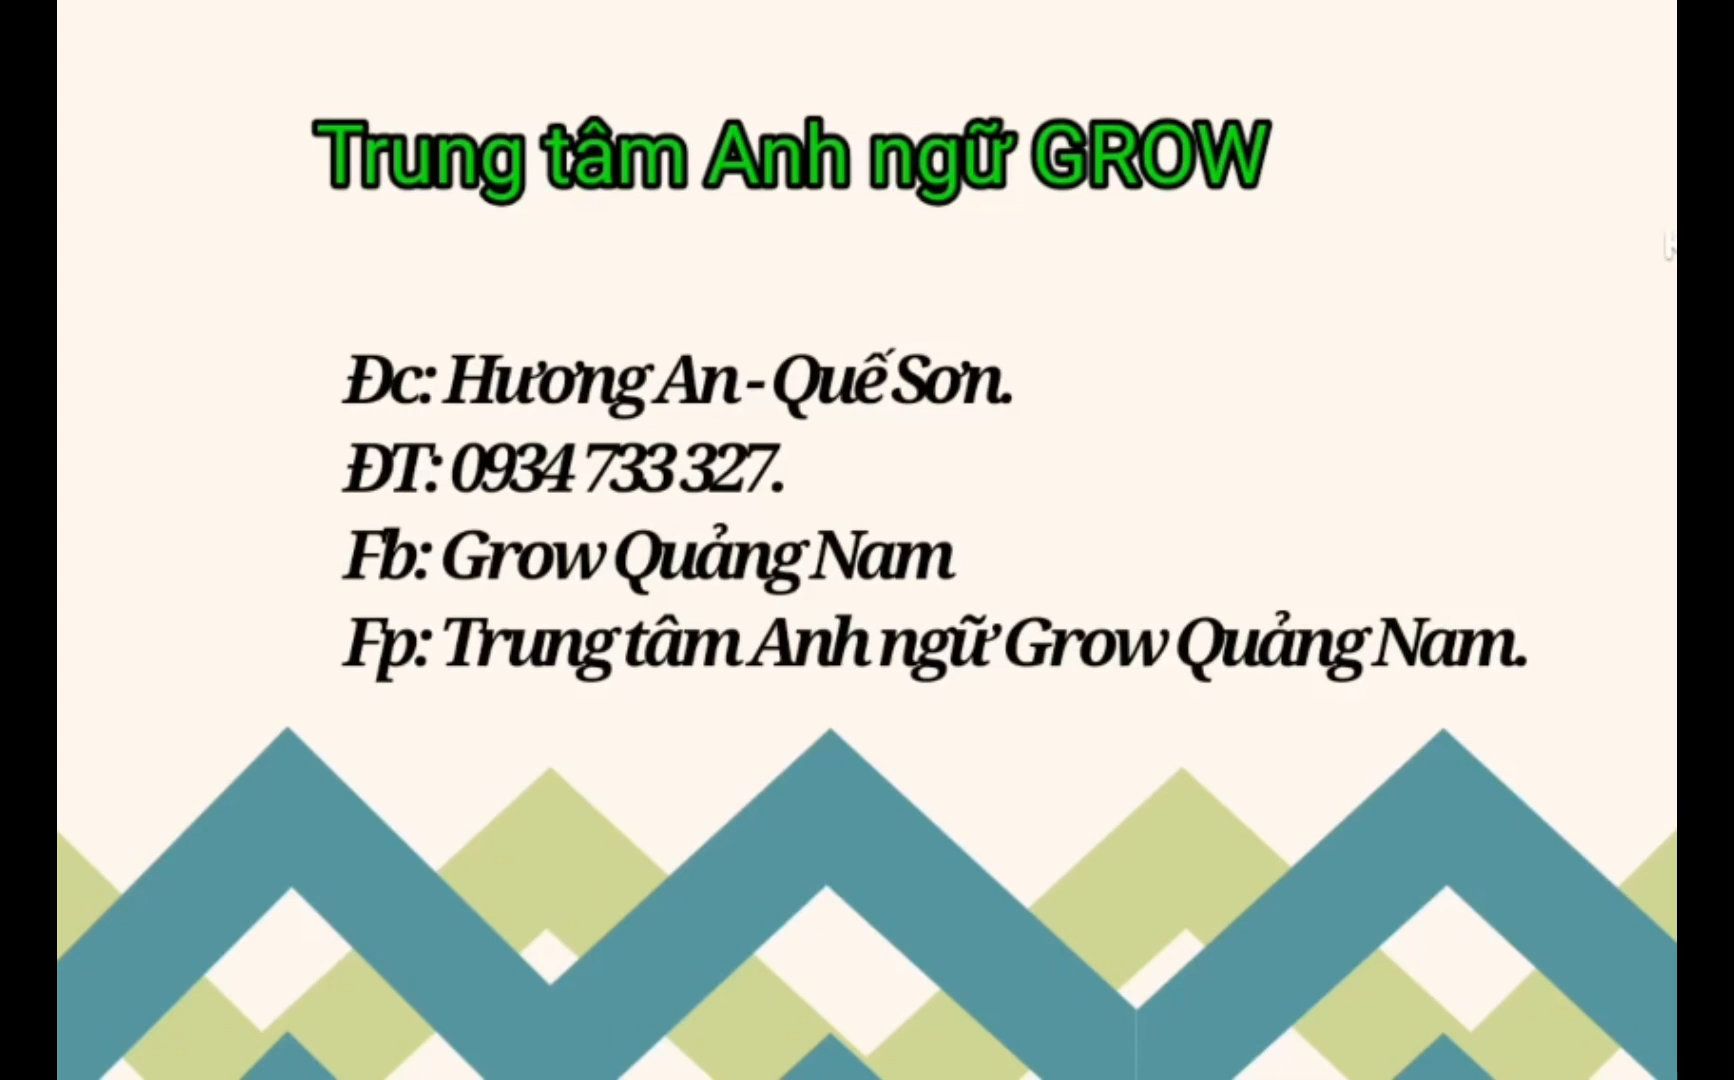 Trung tâm Anh ngữ GROW
Đc: Hương An - Quế Sơn.
ĐT: 0934 733 327.
Fb: Grow Quảng Nam
Fp: Trung tâm Anh ngữ Grow Quảng Nam.